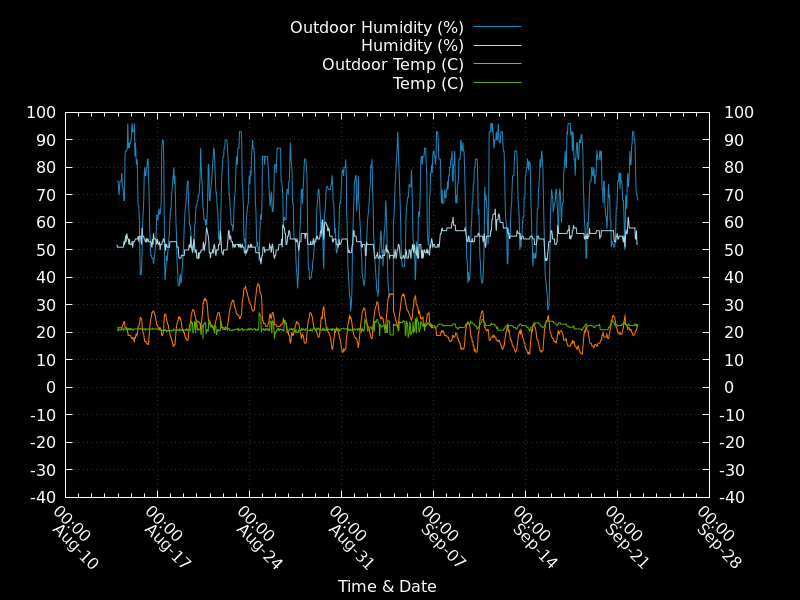 Outdoor Humidity (%)
Humidity (%)
Outdoor Temp (C)
Temp (C)
100 100
90 90
80 80
70 70
60 60
50 50
40 40
30 30
20 20
10 10
0 0
-10 -10
-20 -20
-30 -30
-40 -40
00:00 00:00 00:00 00:00 00:00 00:00 00:00 00:00
Aug-10 Aug-17 Aug-24 Aug-31 Sep-07 Sep-14 Sep-21 Sep-28
Time & Date